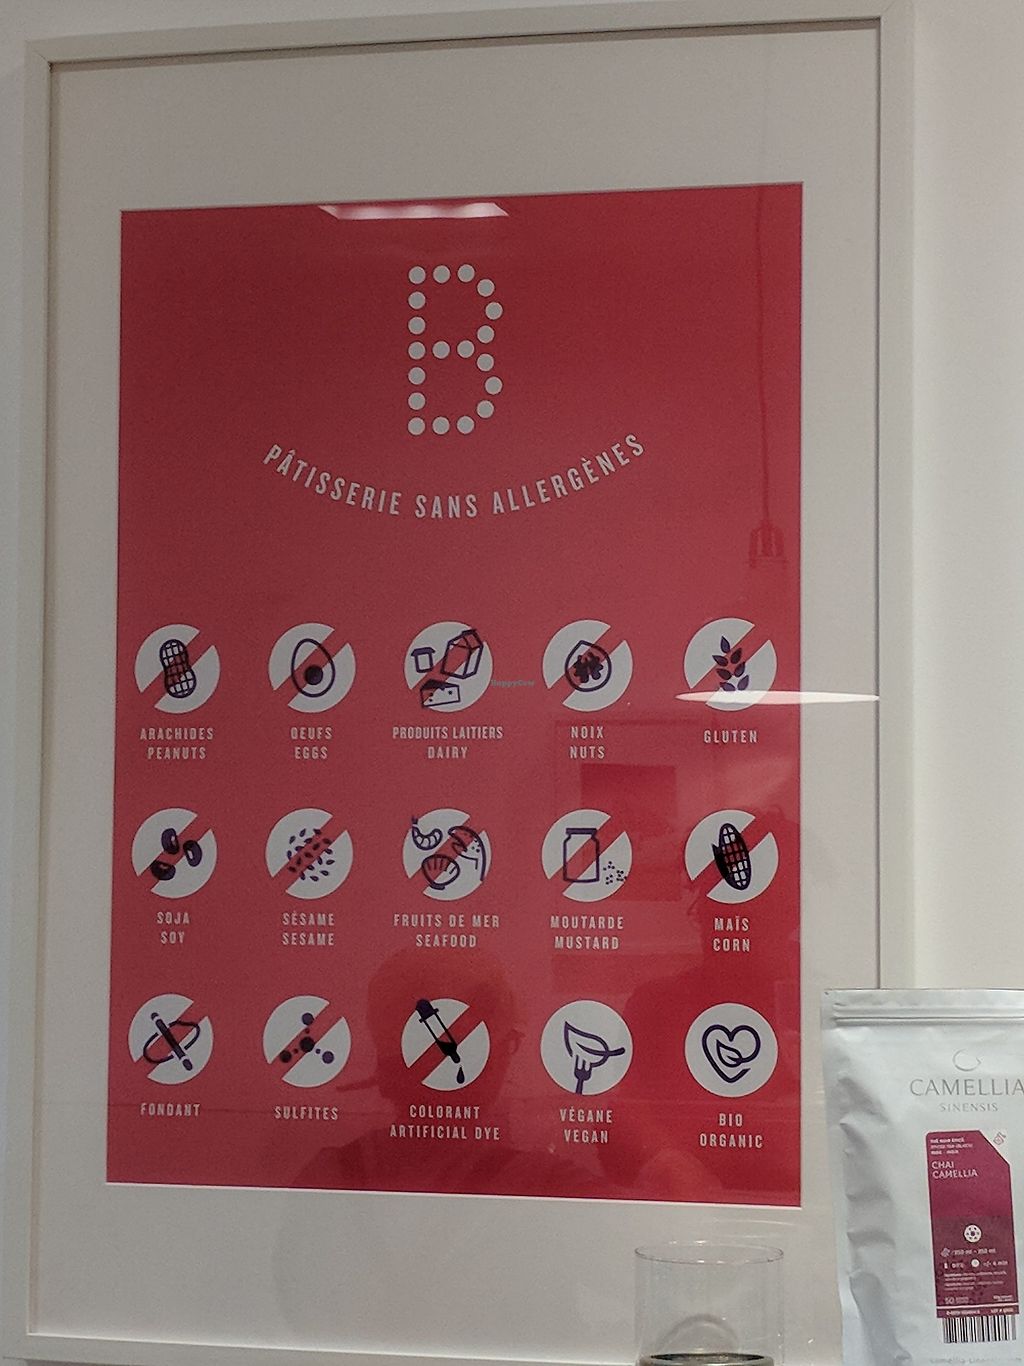 B
PÂTISSERIE SANS ALLERGÈNES
ARACHIDES
PEANUTS
OEUFS
EGGS
PRODUITS LAITIERS
DAIRY
NOIX
NUTS
GLUTEN
SOJA
SOY
SÉSAME
SESAME
FRUITS DE MER
SEAFOOD
MOUTARDE
MUSTARD
MAÏS
CORN
FONDANT
SULFITES
COLORANT
ARTIFICIAL DYE
VÉGANE
VEGAN
BIO
ORGANIC
HappyCow
CAMELLIA
SINENSIS
CHAI
CAMELLIA